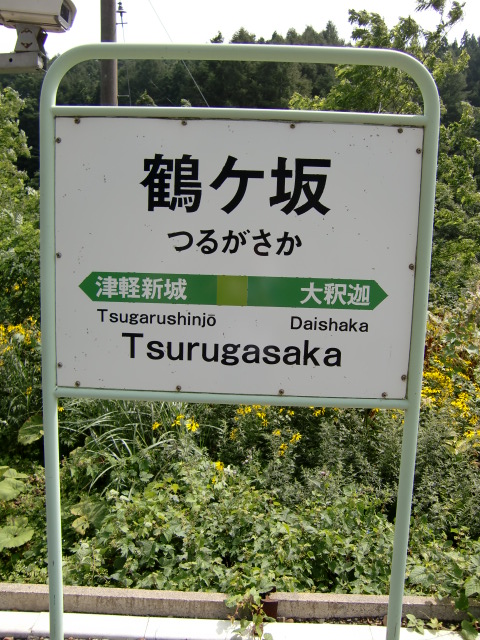 鶴ケ坂
つるがさか
津軽新城 大釈迦
Tsugarushinjō Daishaka
Tsurugasaka